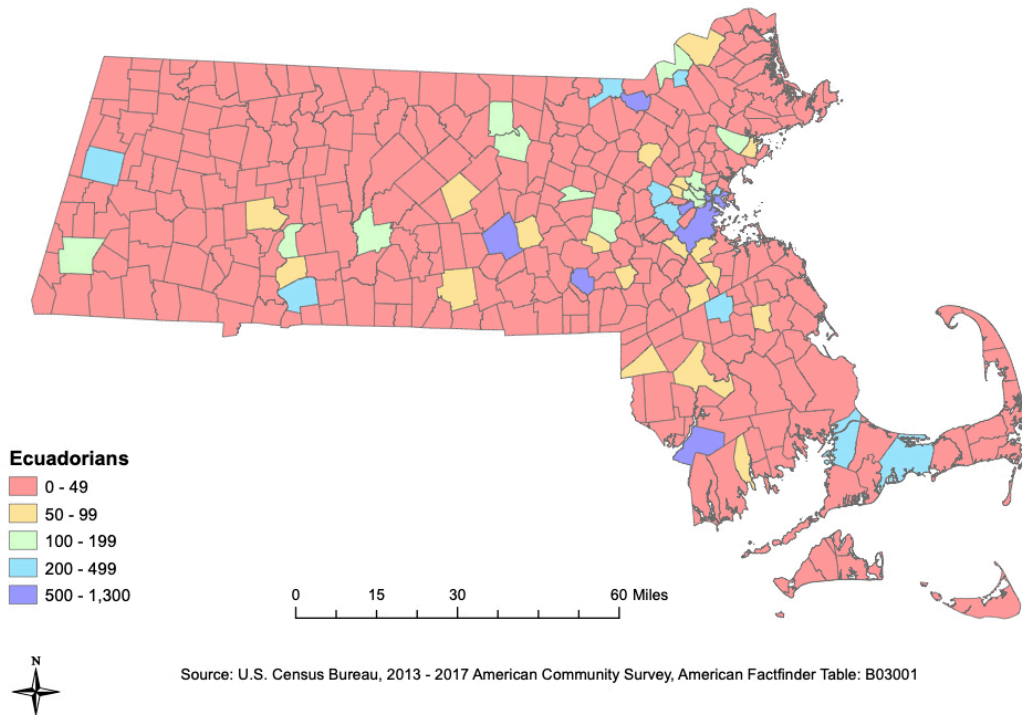 Ecuadorians
0 - 49
50 - 99
100 - 199
200 - 499
500 - 1,300
0 15 30 60 Miles
N
Source: U.S. Census Bureau, 2013 - 2017 American Community Survey, American Factfinder Table: B03001